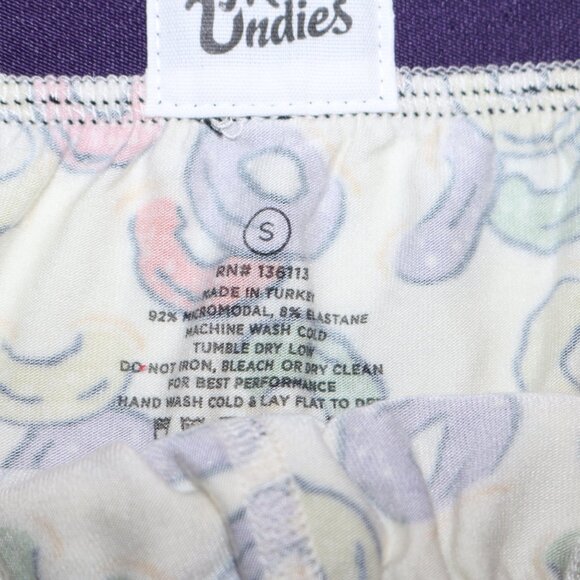 Undies
S
RN# 136113
MADE IN TURKEY
92% MICROMODAL, 8% ELASTANE
MACHINE WASH COLD
TUMBLE DRY LOW
DO NOT IRON, BLEACH OR DRY CLEAN
FOR BEST PERFORMANCE
HAND WASH COLD & LAY FLAT TO DRY